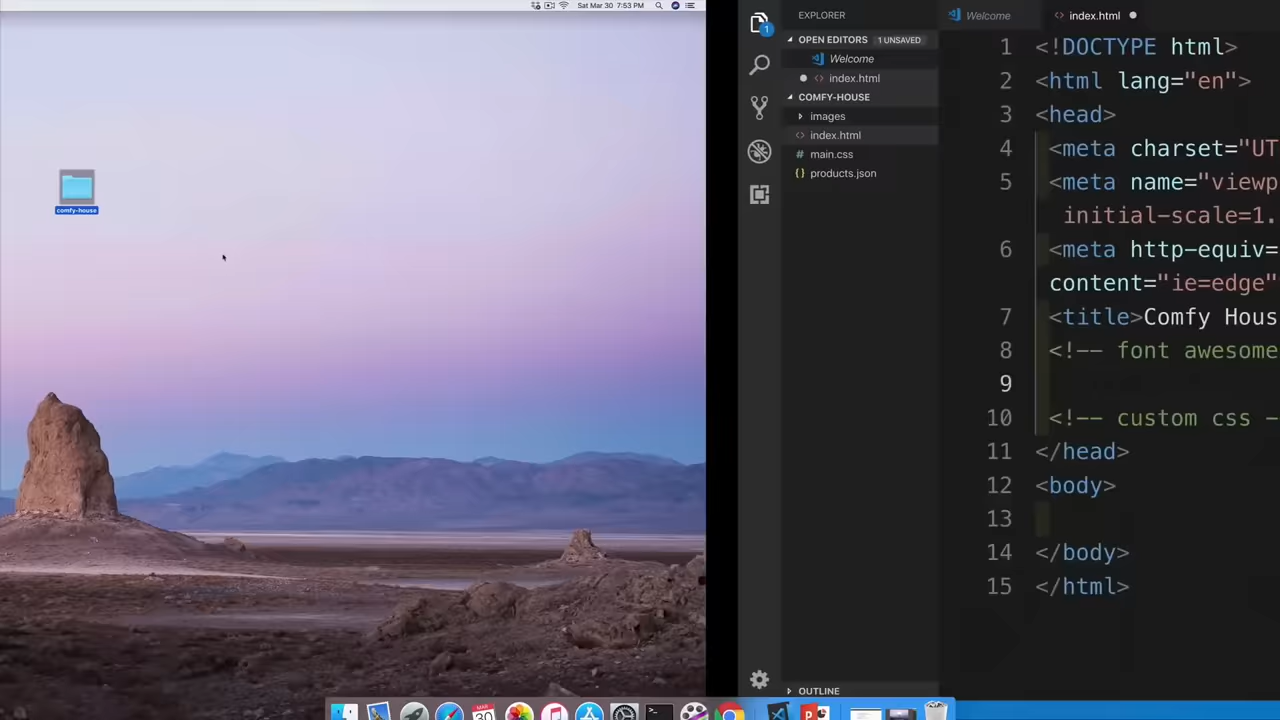 Sat Mar 30 7:53 PM
comfy-house
MAR
30
EXPLORER
OPEN EDITORS 1 UNSAVED
Welcome
index.html
COMFY-HOUSE
images
index.html
main.css
products.json
OUTLINE
1
Welcome
index.html
1 <!DOCTYPE html>
2 <html lang="en">
3 <head>
4 <meta charset="UT
5 <meta name="viewp
initial-scale=1.
6 <meta http-equiv=
content="ie=edge"
7 <title>Comfy Hous
8 <!-- font awesome
9
10 <!-- custom css -
11 </head>
12 <body>
13
14 </body>
15 </html>